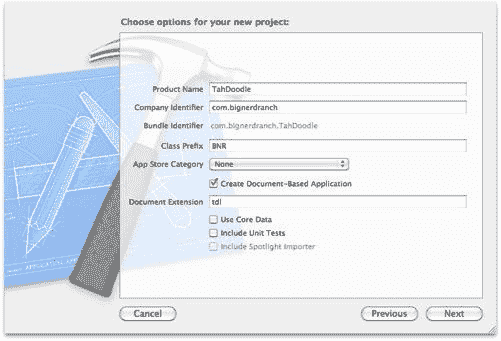 Choose options for your new project:
Product Name TahDoodle
Company Identifier com.bignerdranch
Bundle Identifier com.bignerdranch.TahDoodle
Class Prefix BNR
App Store Category None
Create Document-Based Application
Document Extension tdl
Use Core Data
Include Unit Tests
Include Spotlight Importer
Cancel Previous Next